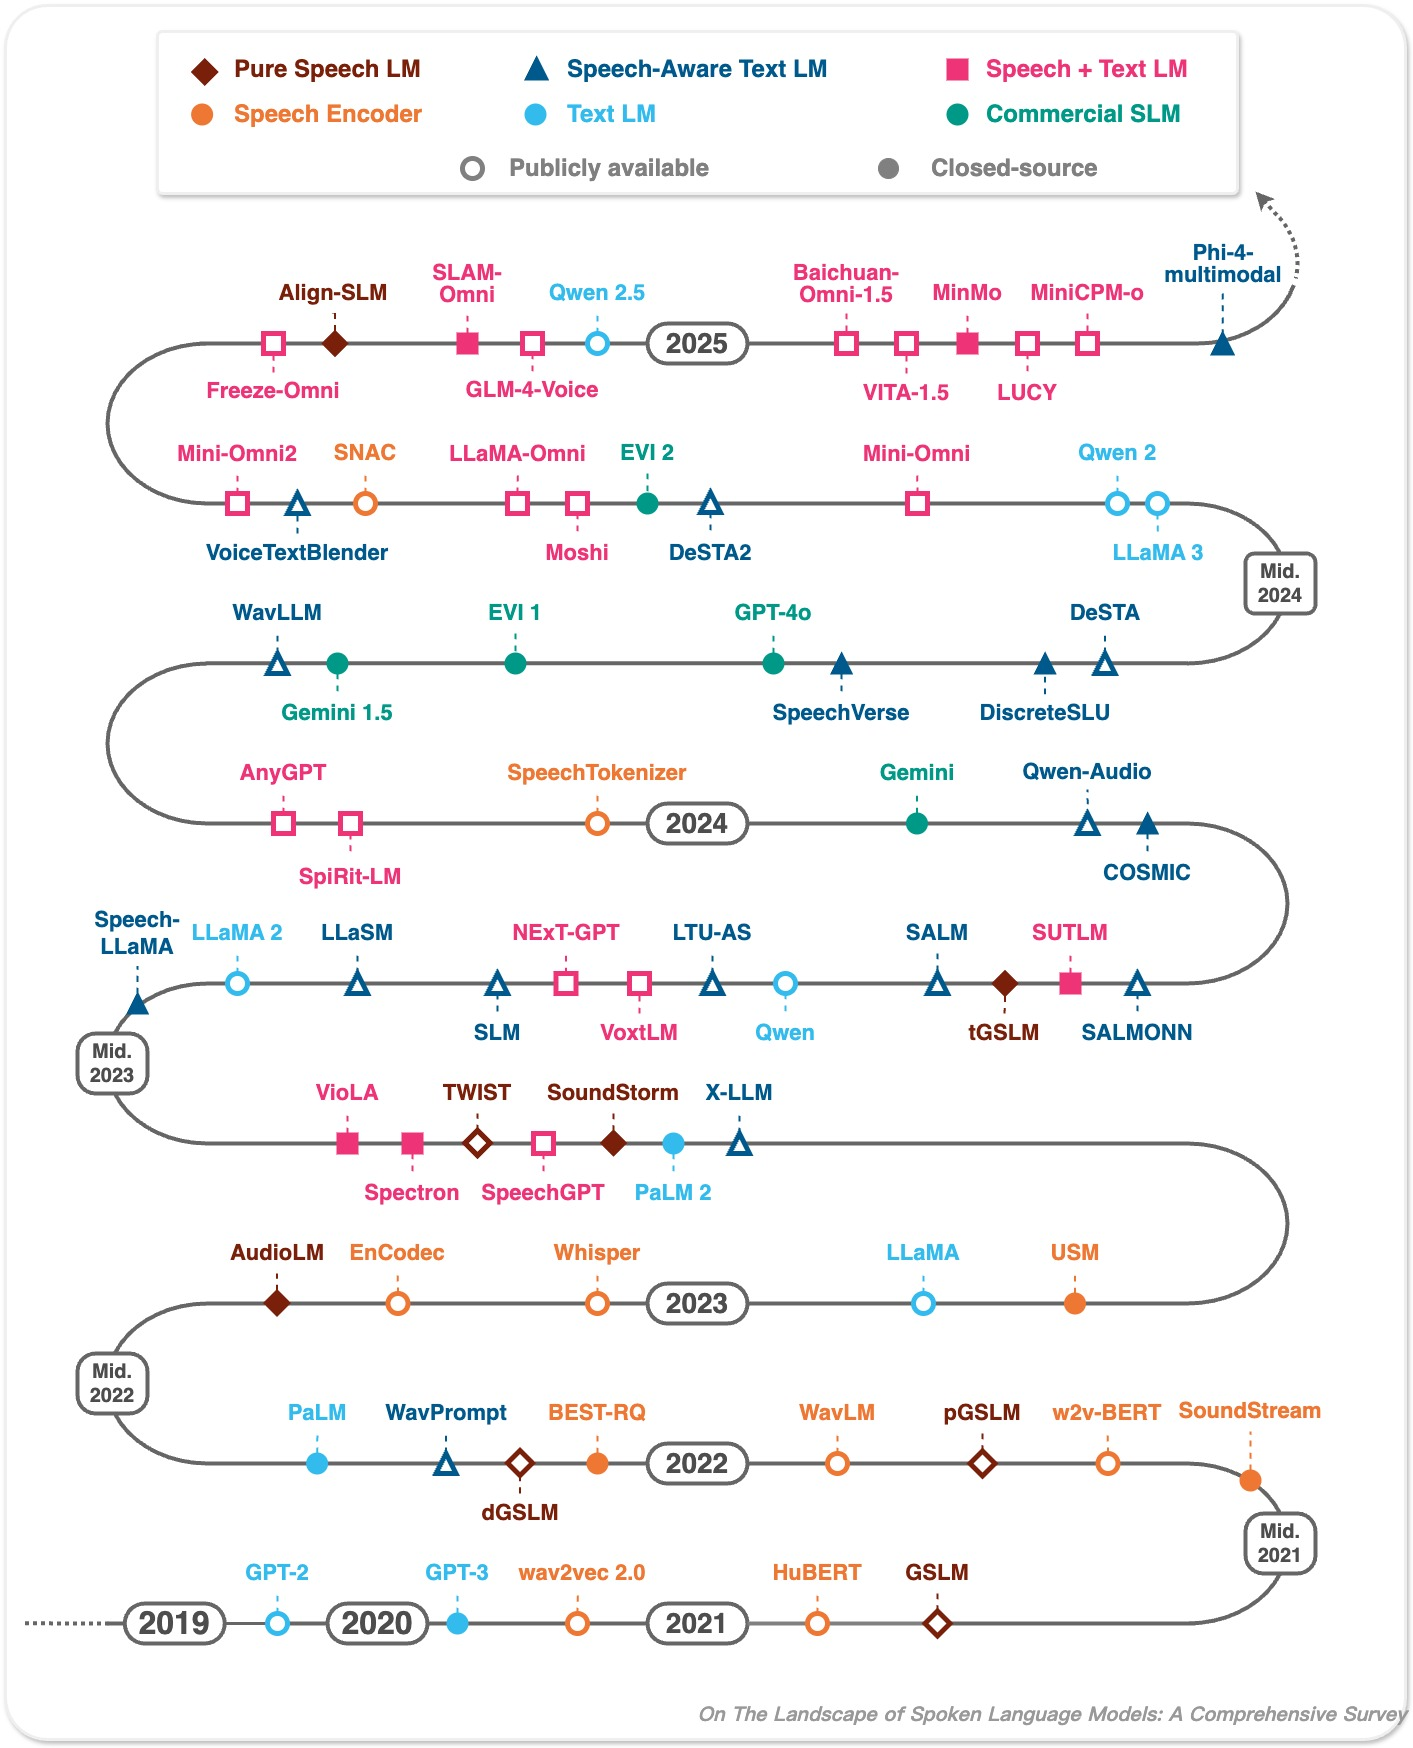 Pure Speech LM
Speech-Aware Text LM
Speech + Text LM
Speech Encoder
Text LM
Commercial SLM
Publicly available
Closed-source
Phi-4-
multimodal
Align-SLM
SLAM-
Omni
Qwen 2.5
Baichuan-
Omni-1.5
MinMo
MiniCPM-o
2025
Freeze-Omni
GLM-4-Voice
VITA-1.5
LUCY
Mini-Omni2
SNAC
LLaMA-Omni
EVI 2
Mini-Omni
Qwen 2
VoiceTextBlender
Moshi
DeSTA2
LLaMA 3
Mid.
2024
WavLLM
EVI 1
GPT-4o
DeSTA
Gemini 1.5
SpeechVerse
DiscreteSLU
AnyGPT
SpeechTokenizer
Gemini
Qwen-Audio
2024
SpiRit-LM
COSMIC
Speech-
LLaMA
LLaMA 2
LLaSM
NExT-GPT
LTU-AS
SALM
SUTLM
SLM
VoxtLM
Qwen
tGSLM
SALMONN
Mid.
2023
VioLA
TWIST
SoundStorm
X-LLM
Spectron
SpeechGPT
PaLM 2
AudioLM
EnCodec
Whisper
LLaMA
USM
2023
Mid.
2022
PaLM
WavPrompt
BEST-RQ
WavLM
pGSLM
w2v-BERT
SoundStream
2022
dGSLM
Mid.
2021
GPT-2
GPT-3
wav2vec 2.0
HuBERT
GSLM
2019
2020
2021
On The Landscape of Spoken Language Models: A Comprehensive Survey